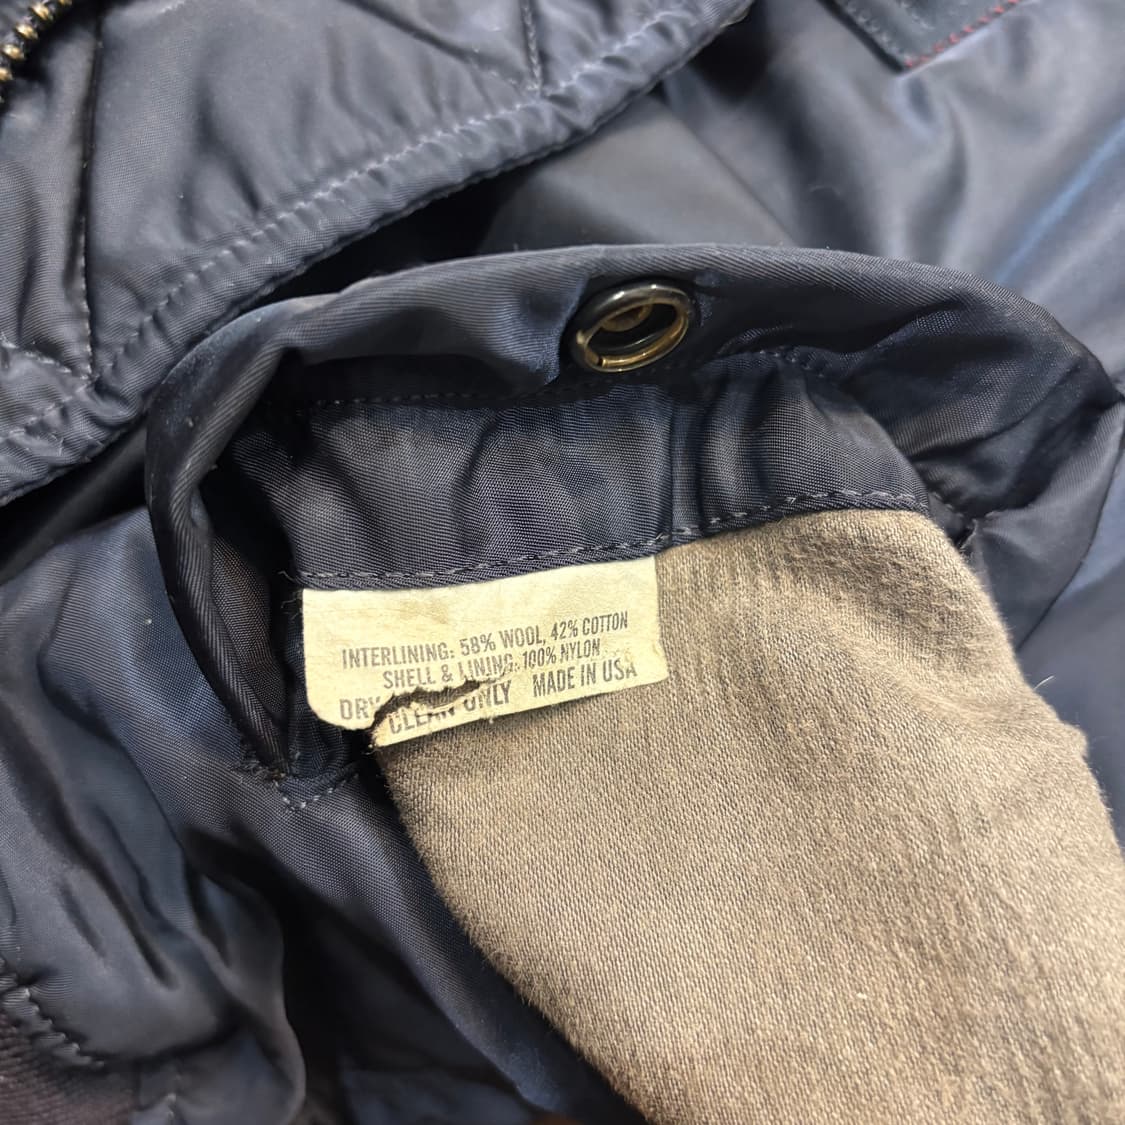 INTERLINING: 58% WOOL, 42% COTTON
SHELL & LINING: 100% NYLON
DRY CLEAN ONLY MADE IN USA